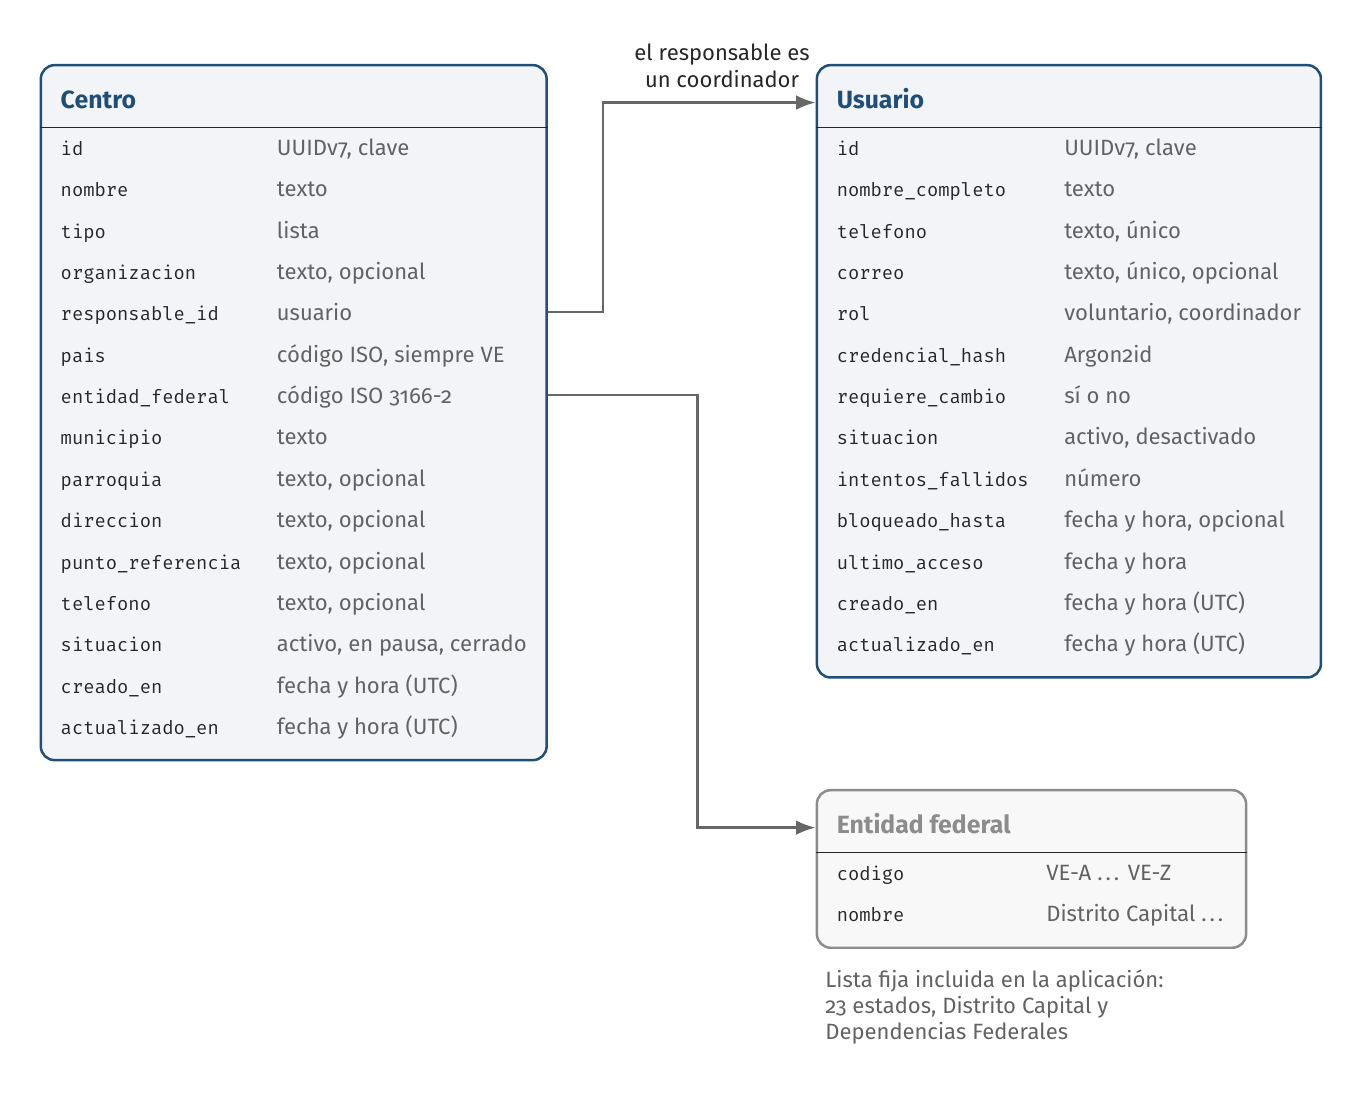 el responsable es
un coordinador
Centro
id UUIDv7, clave
nombre texto
tipo lista
organizacion texto, opcional
responsable_id usuario
pais código ISO, siempre VE
entidad_federal código ISO 3166-2
municipio texto
parroquia texto, opcional
direccion texto, opcional
punto_referencia texto, opcional
telefono texto, opcional
situacion activo, en pausa, cerrado
creado_en fecha y hora (UTC)
actualizado_en fecha y hora (UTC)
Usuario
id UUIDv7, clave
nombre_completo texto
telefono texto, único
correo texto, único, opcional
rol voluntario, coordinador
credencial_hash Argon2id
requiere_cambio sí o no
situacion activo, desactivado
intentos_fallidos número
bloqueado_hasta fecha y hora, opcional
ultimo_acceso fecha y hora
creado_en fecha y hora (UTC)
actualizado_en fecha y hora (UTC)
Entidad federal
codigo VE-A … VE-Z
nombre Distrito Capital …
Lista fija incluida en la aplicación:
23 estados, Distrito Capital y
Dependencias Federales